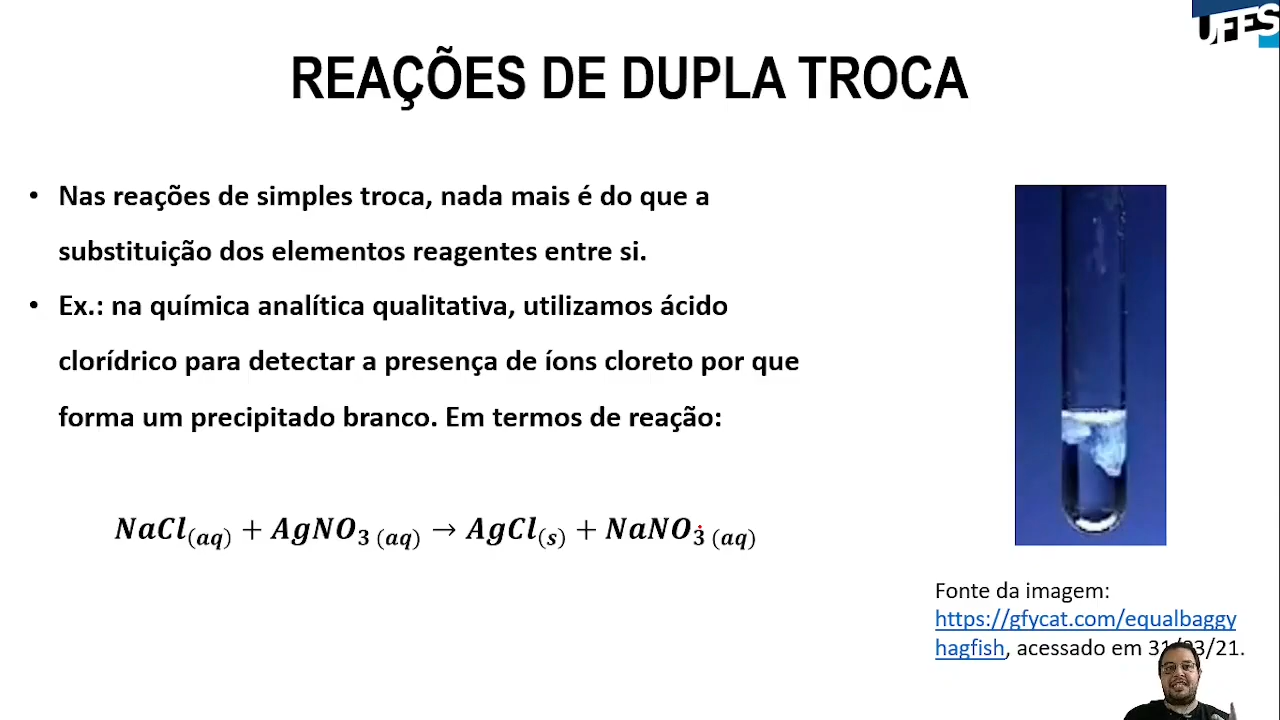 UFES
REAÇÕES DE DUPLA TROCA
• Nas reações de simples troca, nada mais é do que a
substituição dos elementos reagentes entre si.
• Ex.: na química analítica qualitativa, utilizamos ácido
clorídrico para detectar a presença de íons cloreto por que
forma um precipitado branco. Em termos de reação:
NaCl(aq) + AgNO3 (aq) → AgCl(s) + NaNO3 (aq)
Fonte da imagem:
https://gfycat.com/equalbaggy
hagfish, acessado em 31/03/21.